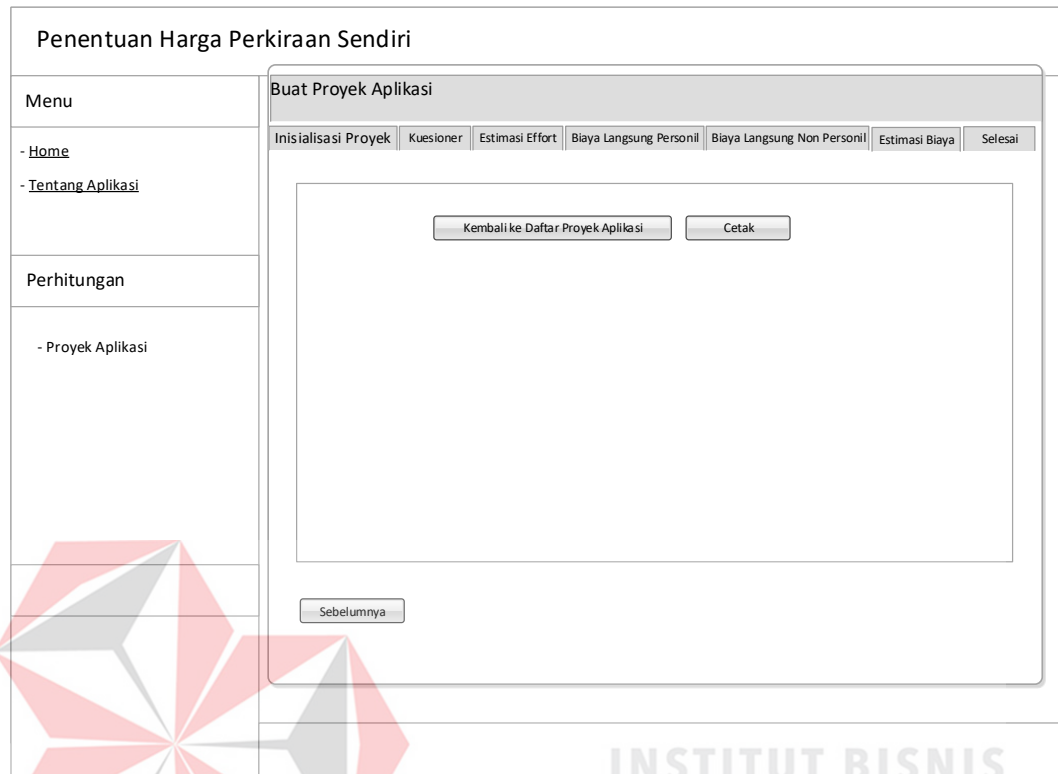 Penentuan Harga Perkiraan Sendiri
Menu
- Home
- Tentang Aplikasi
Perhitungan
- Proyek Aplikasi
Buat Proyek Aplikasi
Inisialisasi Proyek Kuesioner Estimasi Effort Biaya Langsung Personil Biaya Langsung Non Personil Estimasi Biaya Selesai
Kembali ke Daftar Proyek Aplikasi Cetak
Sebelumnya
INSTITUT BISNIS